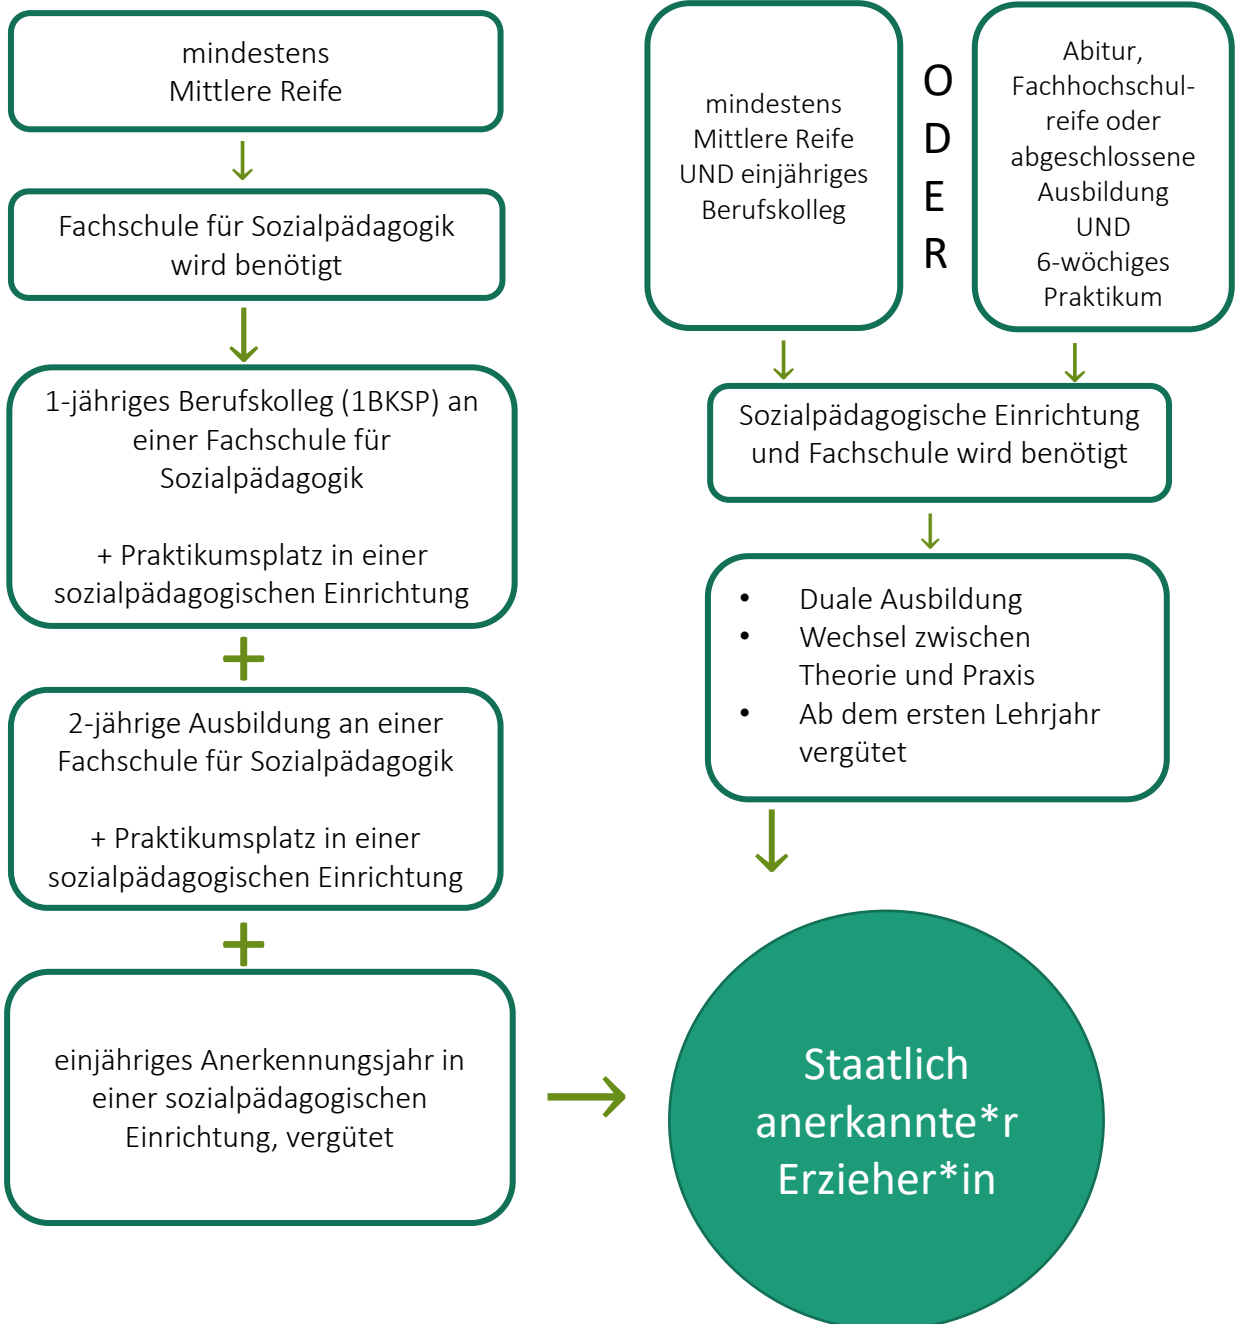 mindestens
Mittlere Reife
Fachschule für Sozialpädagogik
wird benötigt
1-jähriges Berufskolleg (1BKSP) an
einer Fachschule für
Sozialpädagogik
+ Praktikumsplatz in einer
sozialpädagogischen Einrichtung
+
2-jährige Ausbildung an einer
Fachschule für Sozialpädagogik
+ Praktikumsplatz in einer
sozialpädagogischen Einrichtung
+
einjähriges Anerkennungsjahr in
einer sozialpädagogischen
Einrichtung, vergütet
mindestens
Mittlere Reife
UND einjähriges
Berufskolleg
O
D
E
R
Abitur,
Fachhochschul-
reife oder
abgeschlossene
Ausbildung
UND
6-wöchiges
Praktikum
Sozialpädagogische Einrichtung
und Fachschule wird benötigt
• Duale Ausbildung
• Wechsel zwischen
Theorie und Praxis
• Ab dem ersten Lehrjahr
vergütet
Staatlich
anerkannte*r
Erzieher*in